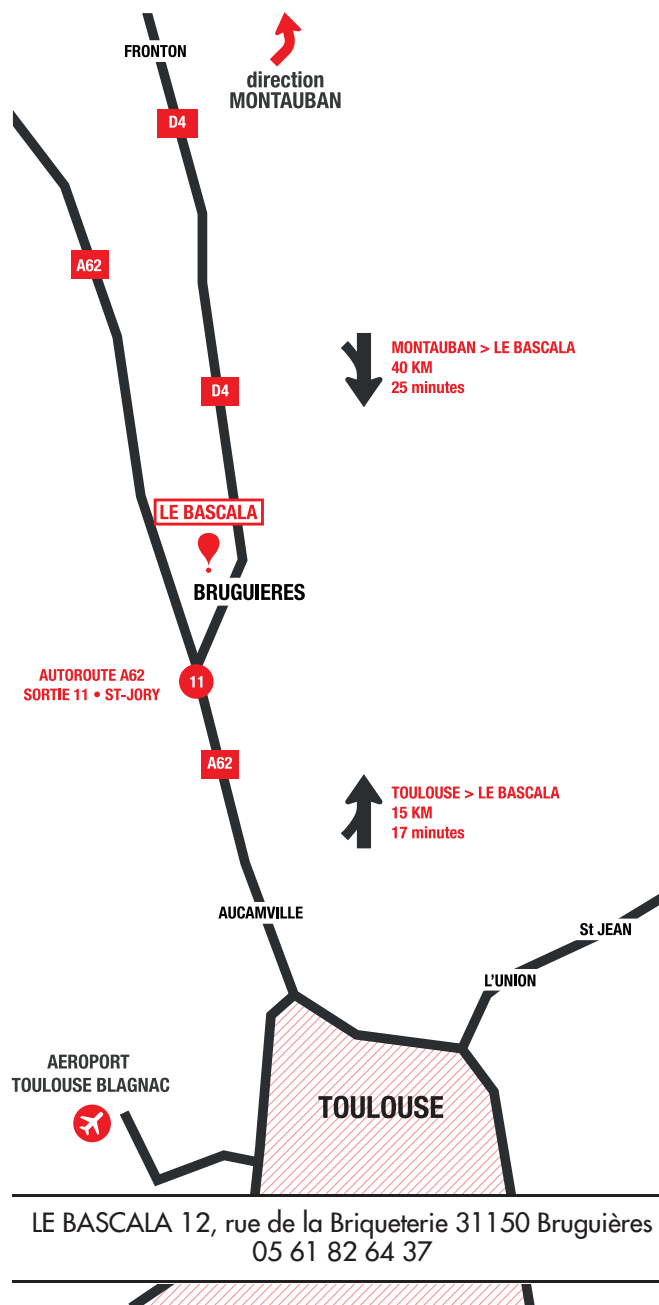 FRONTON
direction
MONTAUBAN
D4
A62
MONTAUBAN > LE BASCALA
40 KM
25 minutes
D4
LE BASCALA
BRUGUIERES
AUTOROUTE A62
SORTIE 11 • ST-JORY
11
A62
TOULOUSE > LE BASCALA
15 KM
17 minutes
AUCAMVILLE
St JEAN
L'UNION
AEROPORT
TOULOUSE BLAGNAC
TOULOUSE
LE BASCALA 12, rue de la Briqueterie 31150 Bruguières
05 61 82 64 37